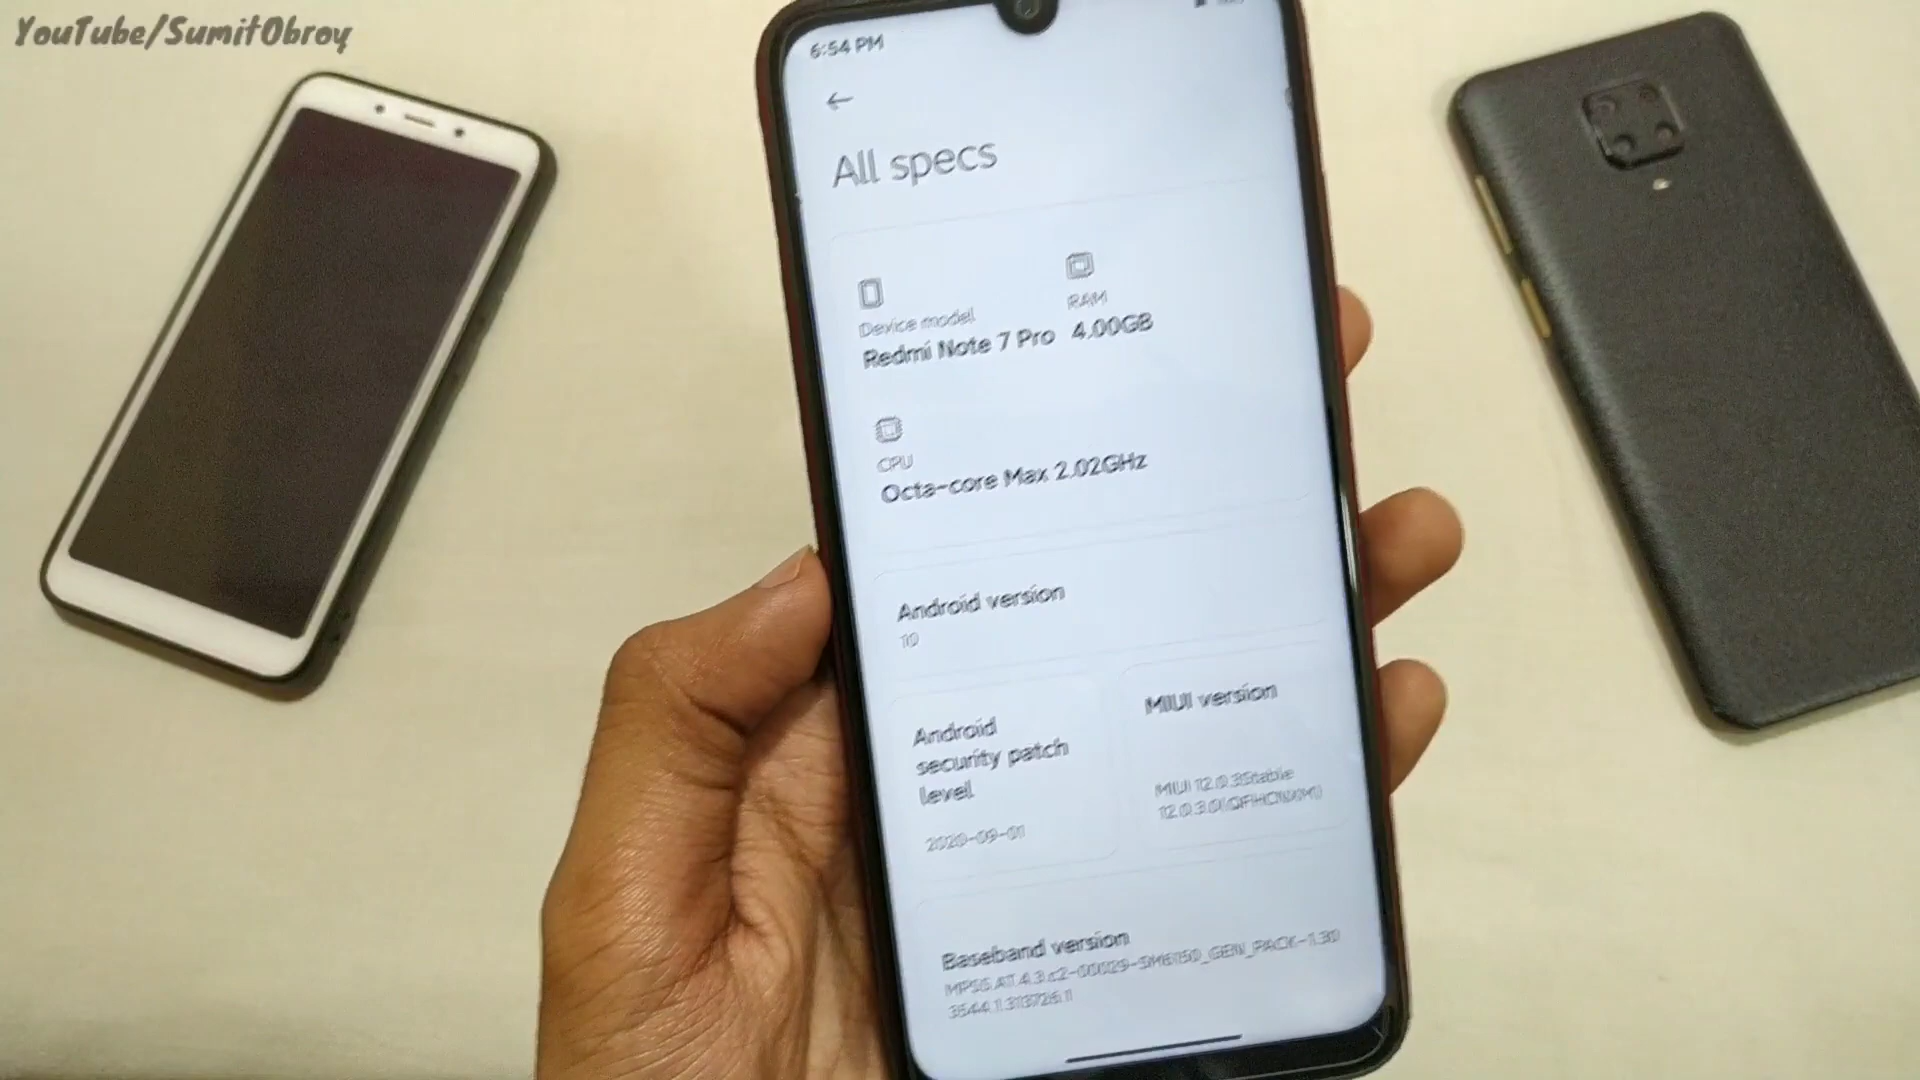 YouTube/SumitObroy
6:54 PM
All specs
Device model
Redmi Note 7 Pro
RAM
4.00GB
CPU
Octa-core Max 2.02GHz
Android version
10
Android
security patch
level
2020-09-01
MIUI version
MIUI 12.0.3Stable
Baseband version